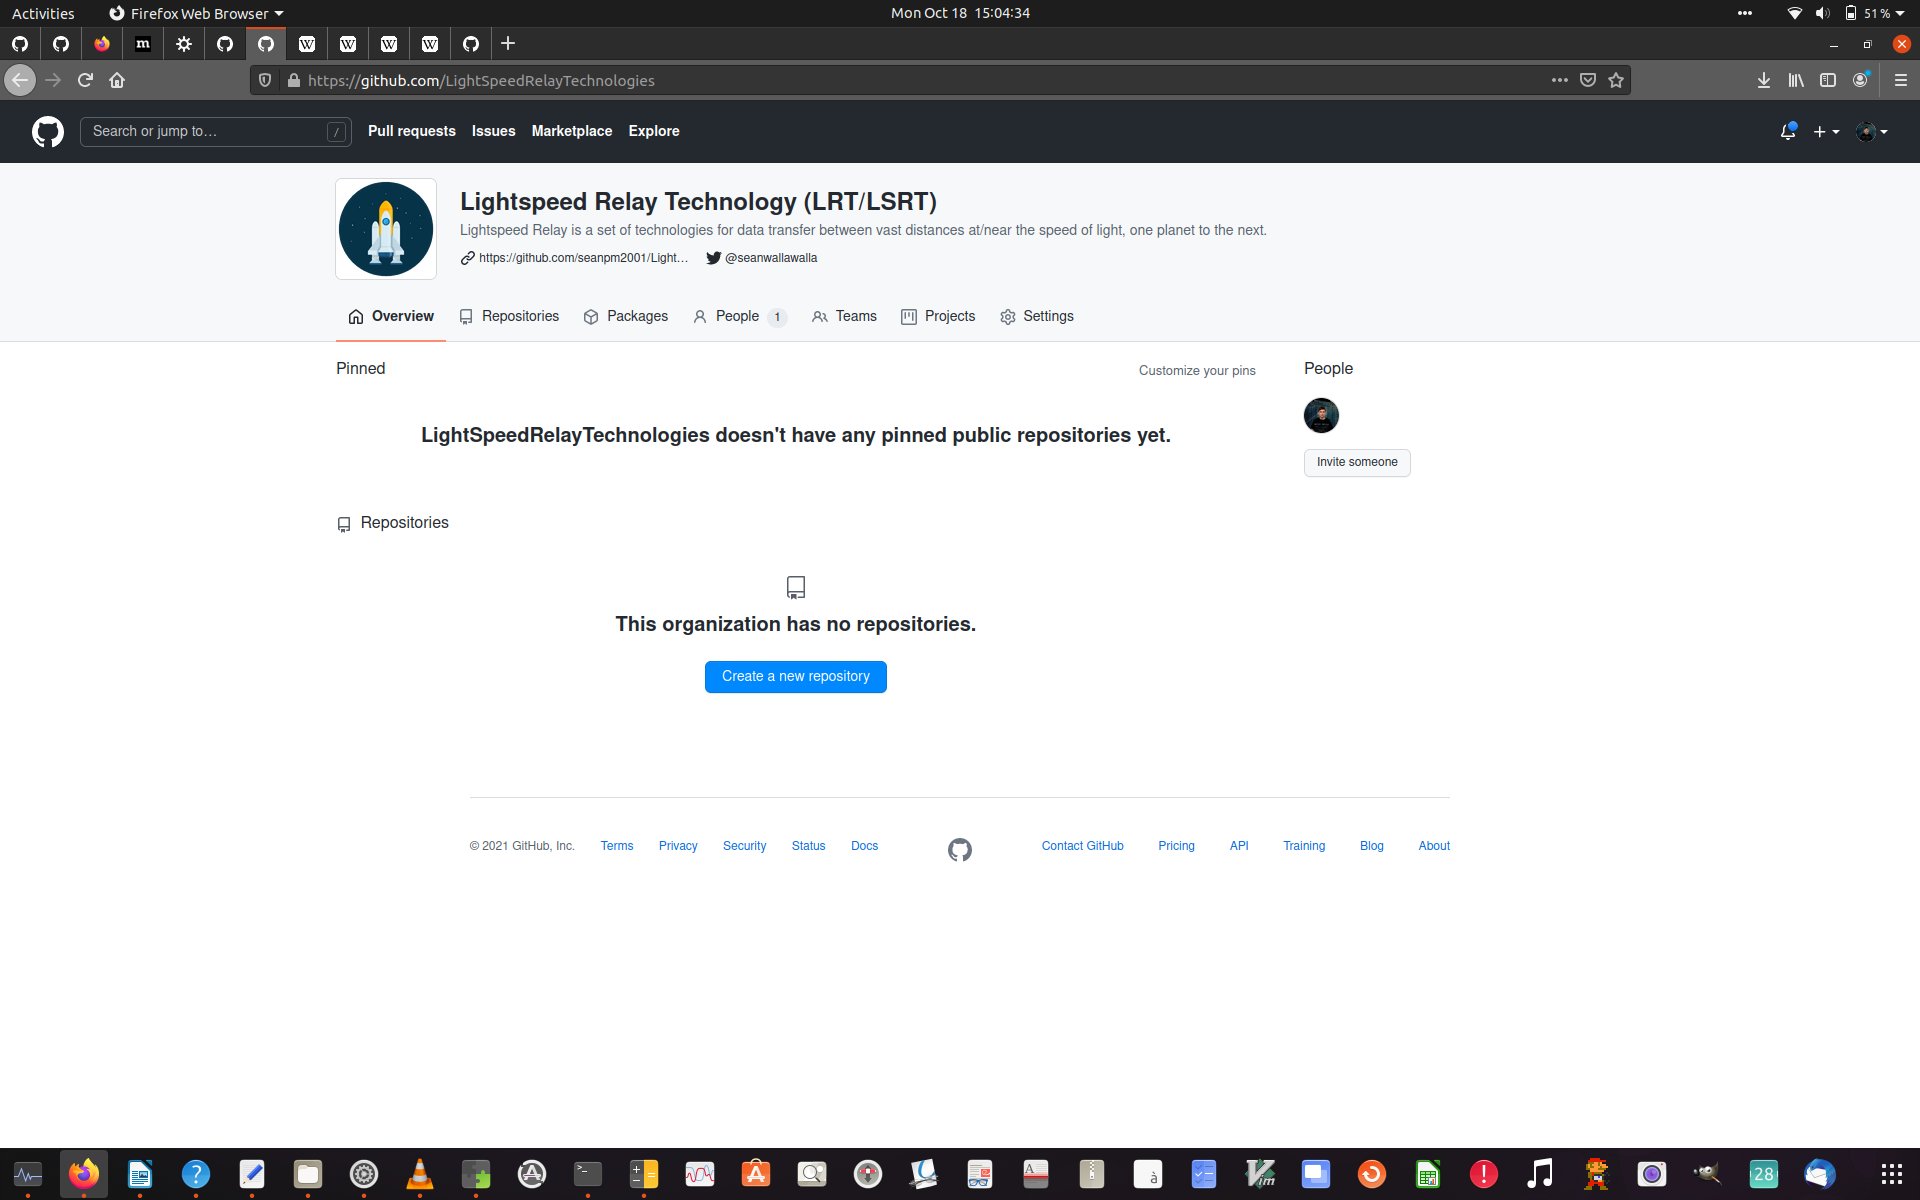 Activities Firefox Web Browser Mon Oct 18 15:04:34 51 %
https://github.com/LightSpeedRelayTechnologies
Search or jump to… / Pull requests Issues Marketplace Explore
Lightspeed Relay Technology (LRT/LSRT)
Lightspeed Relay is a set of technologies for data transfer between vast distances at/near the speed of light, one planet to the next.
https://github.com/seanpm2001/Light… @seanwallawalla
Overview Repositories Packages People 1 Teams Projects Settings
Pinned Customize your pins People
LightSpeedRelayTechnologies doesn't have any pinned public repositories yet.
Invite someone
Repositories
This organization has no repositories.
Create a new repository
© 2021 GitHub, Inc. Terms Privacy Security Status Docs Contact GitHub Pricing API Training Blog About
28